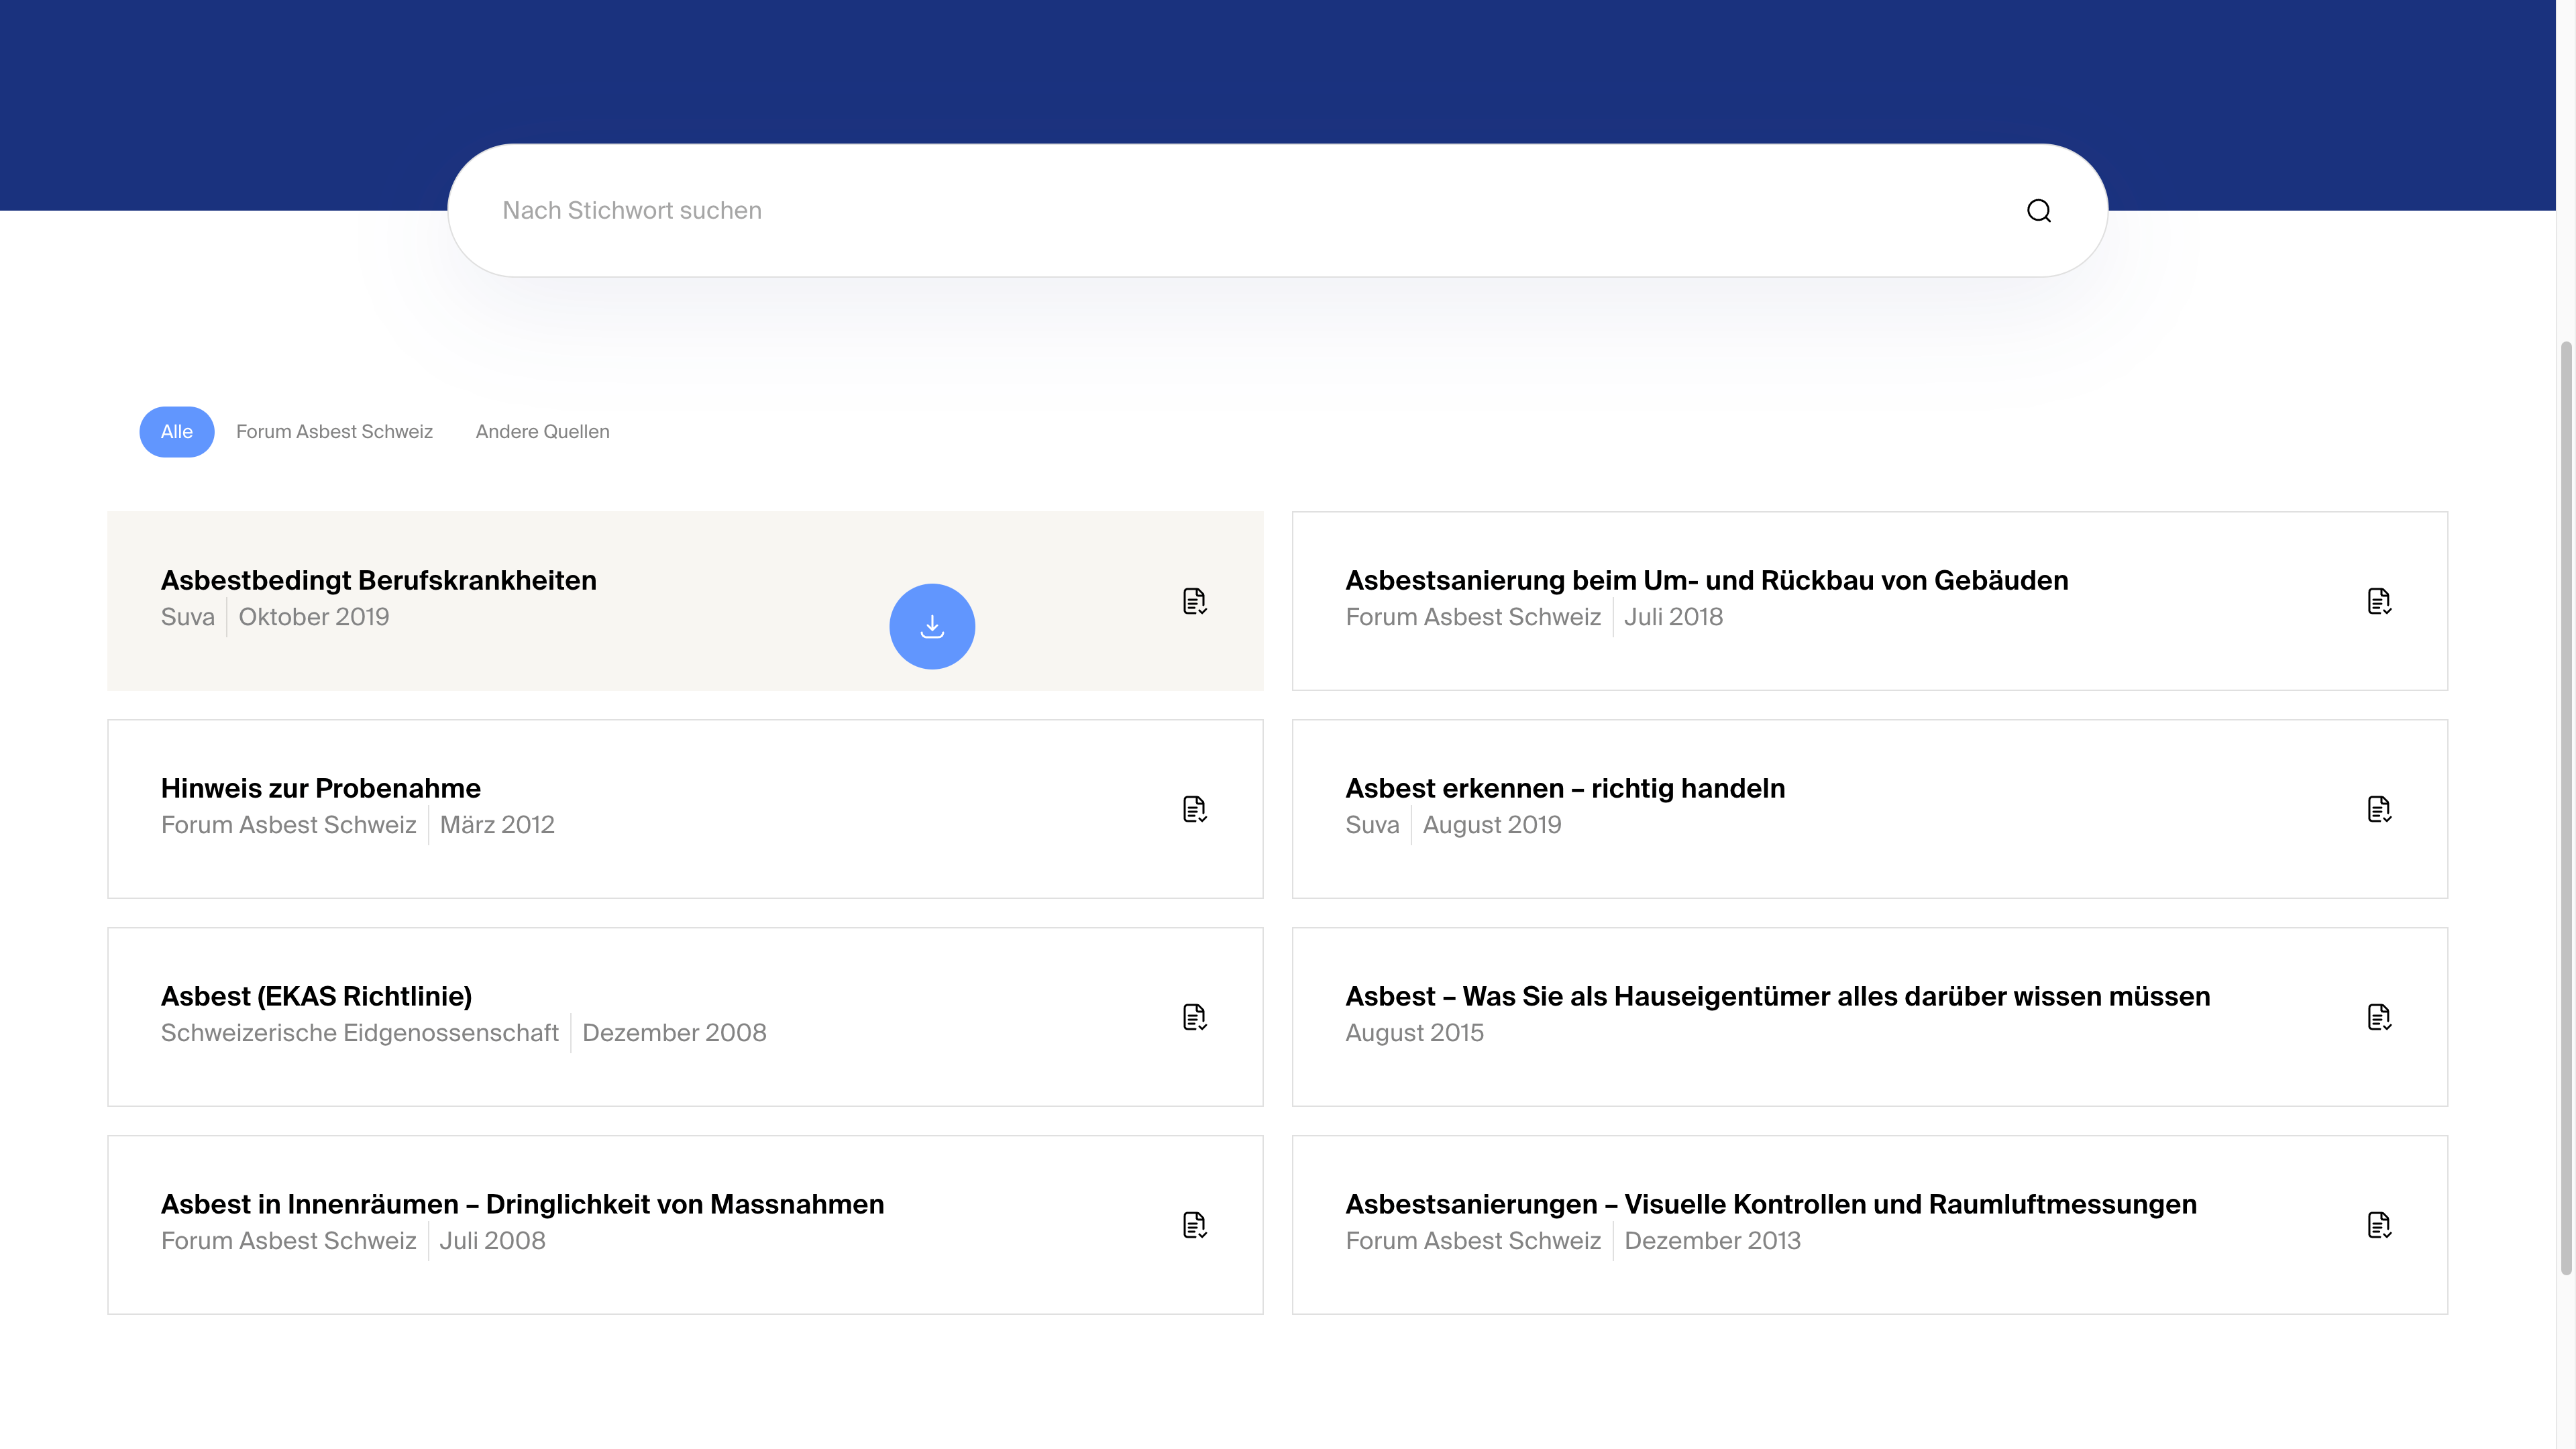 Nach Stichwort suchen
Alle
Forum Asbest Schweiz
Andere Quellen
Asbestbedingt Berufskrankheiten
Suva | Oktober 2019
Asbestsanierung beim Um- und Rückbau von Gebäuden
Forum Asbest Schweiz | Juli 2018
Hinweis zur Probenahme
Forum Asbest Schweiz | März 2012
Asbest erkennen – richtig handeln
Suva | August 2019
Asbest (EKAS Richtlinie)
Schweizerische Eidgenossenschaft | Dezember 2008
Asbest – Was Sie als Hauseigentümer alles darüber wissen müssen
August 2015
Asbest in Innenräumen – Dringlichkeit von Massnahmen
Forum Asbest Schweiz | Juli 2008
Asbestsanierungen – Visuelle Kontrollen und Raumluftmessungen
Forum Asbest Schweiz | Dezember 2013